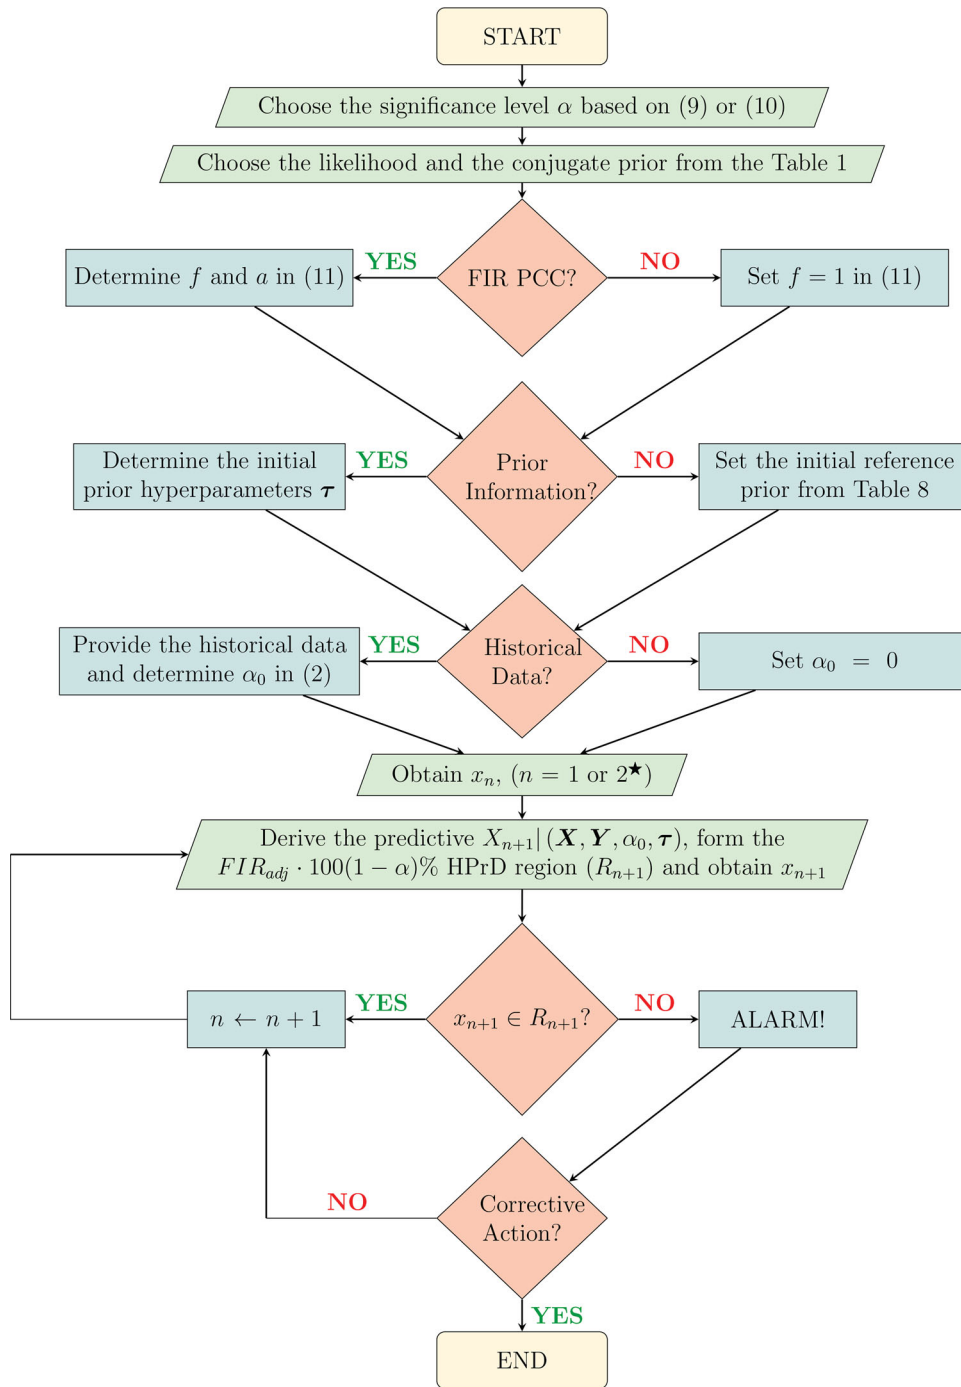 START
Choose the significance level α based on (9) or (10)
Choose the likelihood and the conjugate prior from the Table 1
YES
NO
Determine f and a in (11)
FIR PCC?
Set f = 1 in (11)
YES
NO
Determine the initial
prior hyperparameters τ
Prior
Information?
Set the initial reference
prior from Table 8
YES
NO
Provide the historical data
and determine α₀ in (2)
Historical
Data?
Set α₀ = 0
Obtain xₙ, (n = 1 or 2★)
Derive the predictive Xₙ₊₁| (X, Y, α₀, τ), form the
FIR_adj · 100(1 − α)% HPrD region (Rₙ₊₁) and obtain xₙ₊₁
YES
NO
n ← n + 1
xₙ₊₁ ∈ Rₙ₊₁?
ALARM!
NO
Corrective
Action?
YES
END